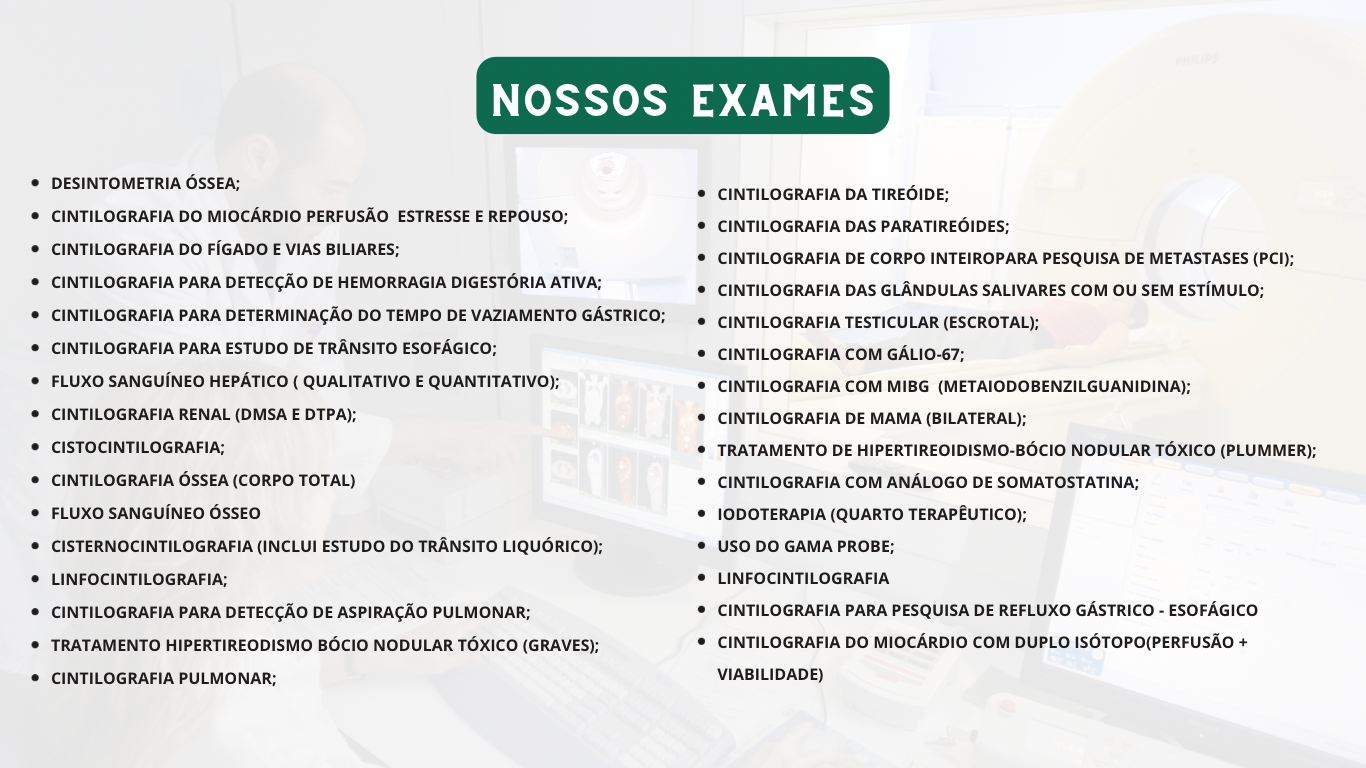 PHILIPS
NOSSOS EXAMES
DESINTOMETRIA ÓSSEA;
CINTILOGRAFIA DO MIOCÁRDIO PERFUSÃO ESTRESSE E REPOUSO;
CINTILOGRAFIA DO FÍGADO E VIAS BILIARES;
CINTILOGRAFIA PARA DETECÇÃO DE HEMORRAGIA DIGESTÓRIA ATIVA;
CINTILOGRAFIA PARA DETERMINAÇÃO DO TEMPO DE VAZIAMENTO GÁSTRICO;
CINTILOGRAFIA PARA ESTUDO DE TRÂNSITO ESOFÁGICO;
FLUXO SANGUÍNEO HEPÁTICO ( QUALITATIVO E QUANTITATIVO);
CINTILOGRAFIA RENAL (DMSA E DTPA);
CISTOCINTILOGRAFIA;
CINTILOGRAFIA ÓSSEA (CORPO TOTAL)
FLUXO SANGUÍNEO ÓSSEO
CISTERNOCINTILOGRAFIA (INCLUI ESTUDO DO TRÂNSITO LIQUÓRICO);
LINFOCINTILOGRAFIA;
CINTILOGRAFIA PARA DETECÇÃO DE ASPIRAÇÃO PULMONAR;
TRATAMENTO HIPERTIREODISMO BÓCIO NODULAR TÓXICO (GRAVES);
CINTILOGRAFIA PULMONAR;
CINTILOGRAFIA DA TIREÓIDE;
CINTILOGRAFIA DAS PARATIREÓIDES;
CINTILOGRAFIA DE CORPO INTEIROPARA PESQUISA DE METASTASES (PCI);
CINTILOGRAFIA DAS GLÂNDULAS SALIVARES COM OU SEM ESTÍMULO;
CINTILOGRAFIA TESTICULAR (ESCROTAL);
CINTILOGRAFIA COM GÁLIO-67;
CINTILOGRAFIA COM MIBG (METAIODOBENZILGUANIDINA);
CINTILOGRAFIA DE MAMA (BILATERAL);
TRATAMENTO DE HIPERTIREOIDISMO-BÓCIO NODULAR TÓXICO (PLUMMER);
CINTILOGRAFIA COM ANÁLOGO DE SOMATOSTATINA;
IODOTERAPIA (QUARTO TERAPÊUTICO);
USO DO GAMA PROBE;
LINFOCINTILOGRAFIA
CINTILOGRAFIA PARA PESQUISA DE REFLUXO GÁSTRICO - ESOFÁGICO
CINTILOGRAFIA DO MIOCÁRDIO COM DUPLO ISÓTOPO(PERFUSÃO +
VIABILIDADE)